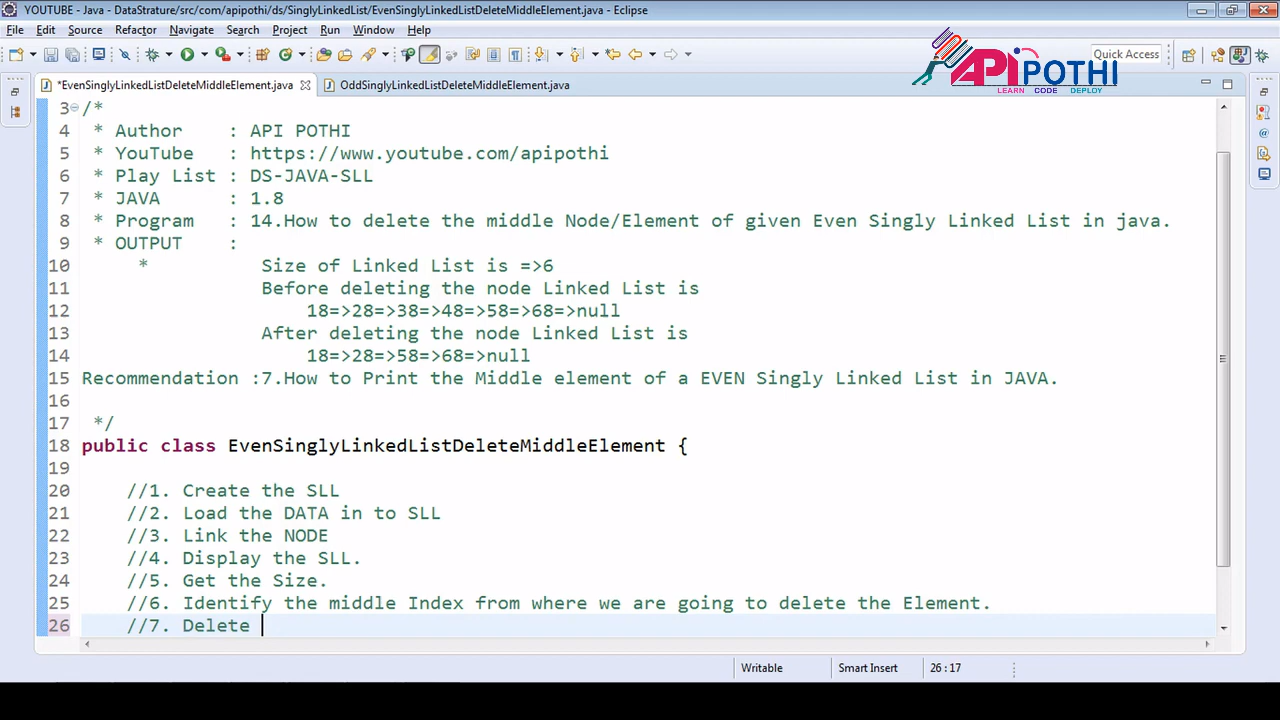 YOUTUBE - Java - DataStrature/src/com/apipothi/ds/SinglyLinkedList/EvenSinglyLinkedListDeleteMiddleElement.java - Eclipse
File Edit Source Refactor Navigate Search Project Run Window Help
Quick Access
APiPOTHI
LEARN CODE DEPLOY
*EvenSinglyLinkedListDeleteMiddleElement.java OddSinglyLinkedListDeleteMiddleElement.java
3 /*
4 * Author : API POTHI
5 * YouTube : https://www.youtube.com/apipothi
6 * Play List : DS-JAVA-SLL
7 * JAVA : 1.8
8 * Program : 14.How to delete the middle Node/Element of given Even Singly Linked List in java.
9 * OUTPUT :
10 * Size of Linked List is =>6
11 Before deleting the node Linked List is
12 18=>28=>38=>48=>58=>68=>null
13 After deleting the node Linked List is
14 18=>28=>58=>68=>null
15 Recommendation :7.How to Print the Middle element of a EVEN Singly Linked List in JAVA.
16
17 */
18 public class EvenSinglyLinkedListDeleteMiddleElement {
19
20 //1. Create the SLL
21 //2. Load the DATA in to SLL
22 //3. Link the NODE
23 //4. Display the SLL.
24 //5. Get the Size.
25 //6. Identify the middle Index from where we are going to delete the Element.
26 //7. Delete
Writable Smart Insert 26 : 17